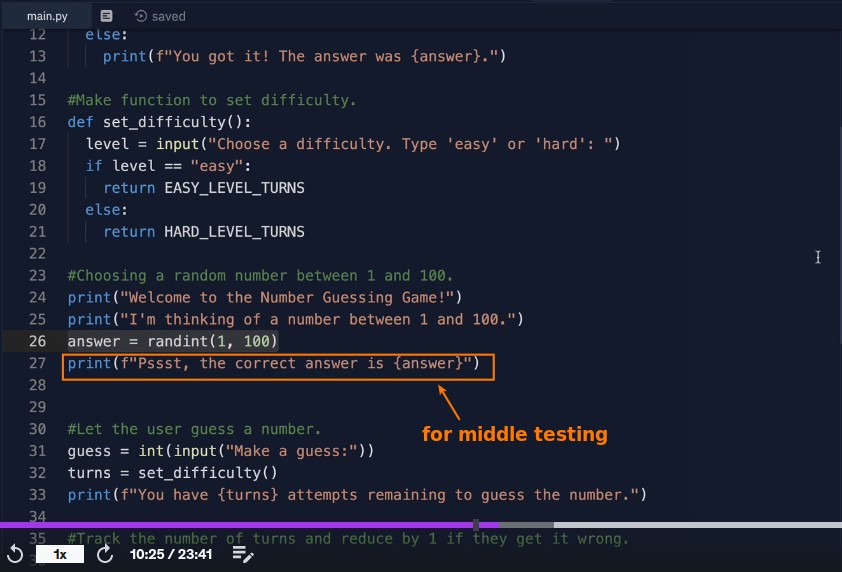 main.py saved
12 else:
13 print(f"You got it! The answer was {answer}.")
14
15 #Make function to set difficulty.
16 def set_difficulty():
17 level = input("Choose a difficulty. Type 'easy' or 'hard': ")
18 if level == "easy":
19 return EASY_LEVEL_TURNS
20 else:
21 return HARD_LEVEL_TURNS
22
23 #Choosing a random number between 1 and 100.
24 print("Welcome to the Number Guessing Game!")
25 print("I'm thinking of a number between 1 and 100.")
26 answer = randint(1, 100)
27 print(f"Pssst, the correct answer is {answer}")
28
29
for middle testing
30 #Let the user guess a number.
31 guess = int(input("Make a guess:"))
32 turns = set_difficulty()
33 print(f"You have {turns} attempts remaining to guess the number.")
34
35 #Track the number of turns and reduce by 1 if they get it wrong.
1x 10:25 / 23:41